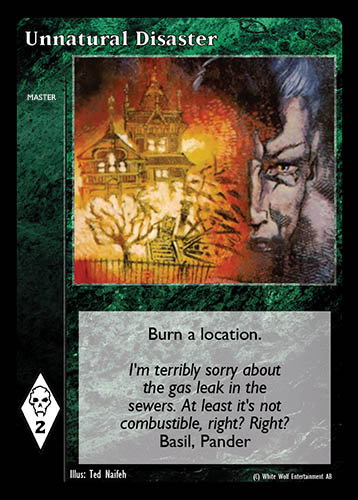 Unnatural Disaster
MASTER
Burn a location.
I'm terribly sorry about
the gas leak in the
sewers. At least it's not
combustible, right? Right?
Basil, Pander
2
Illus: Ted Naifeh
(C) White Wolf Entertainment AB